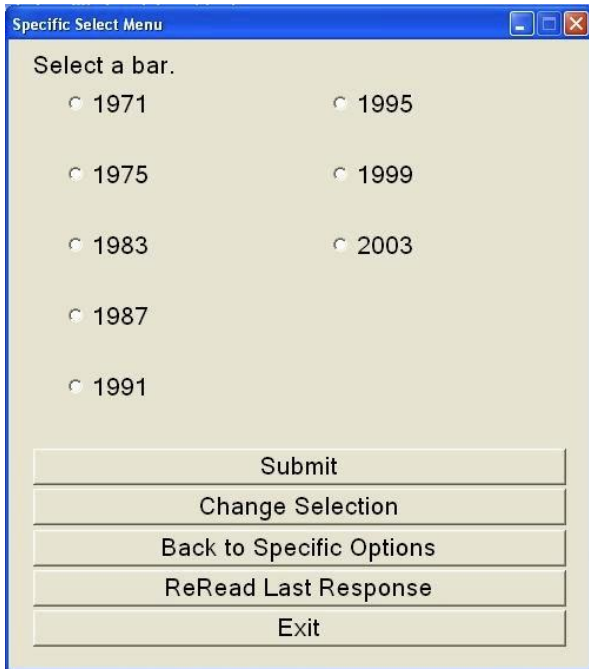 Specific Select Menu
Select a bar.
1971 1995
1975 1999
1983 2003
1987
1991
Submit
Change Selection
Back to Specific Options
ReRead Last Response
Exit